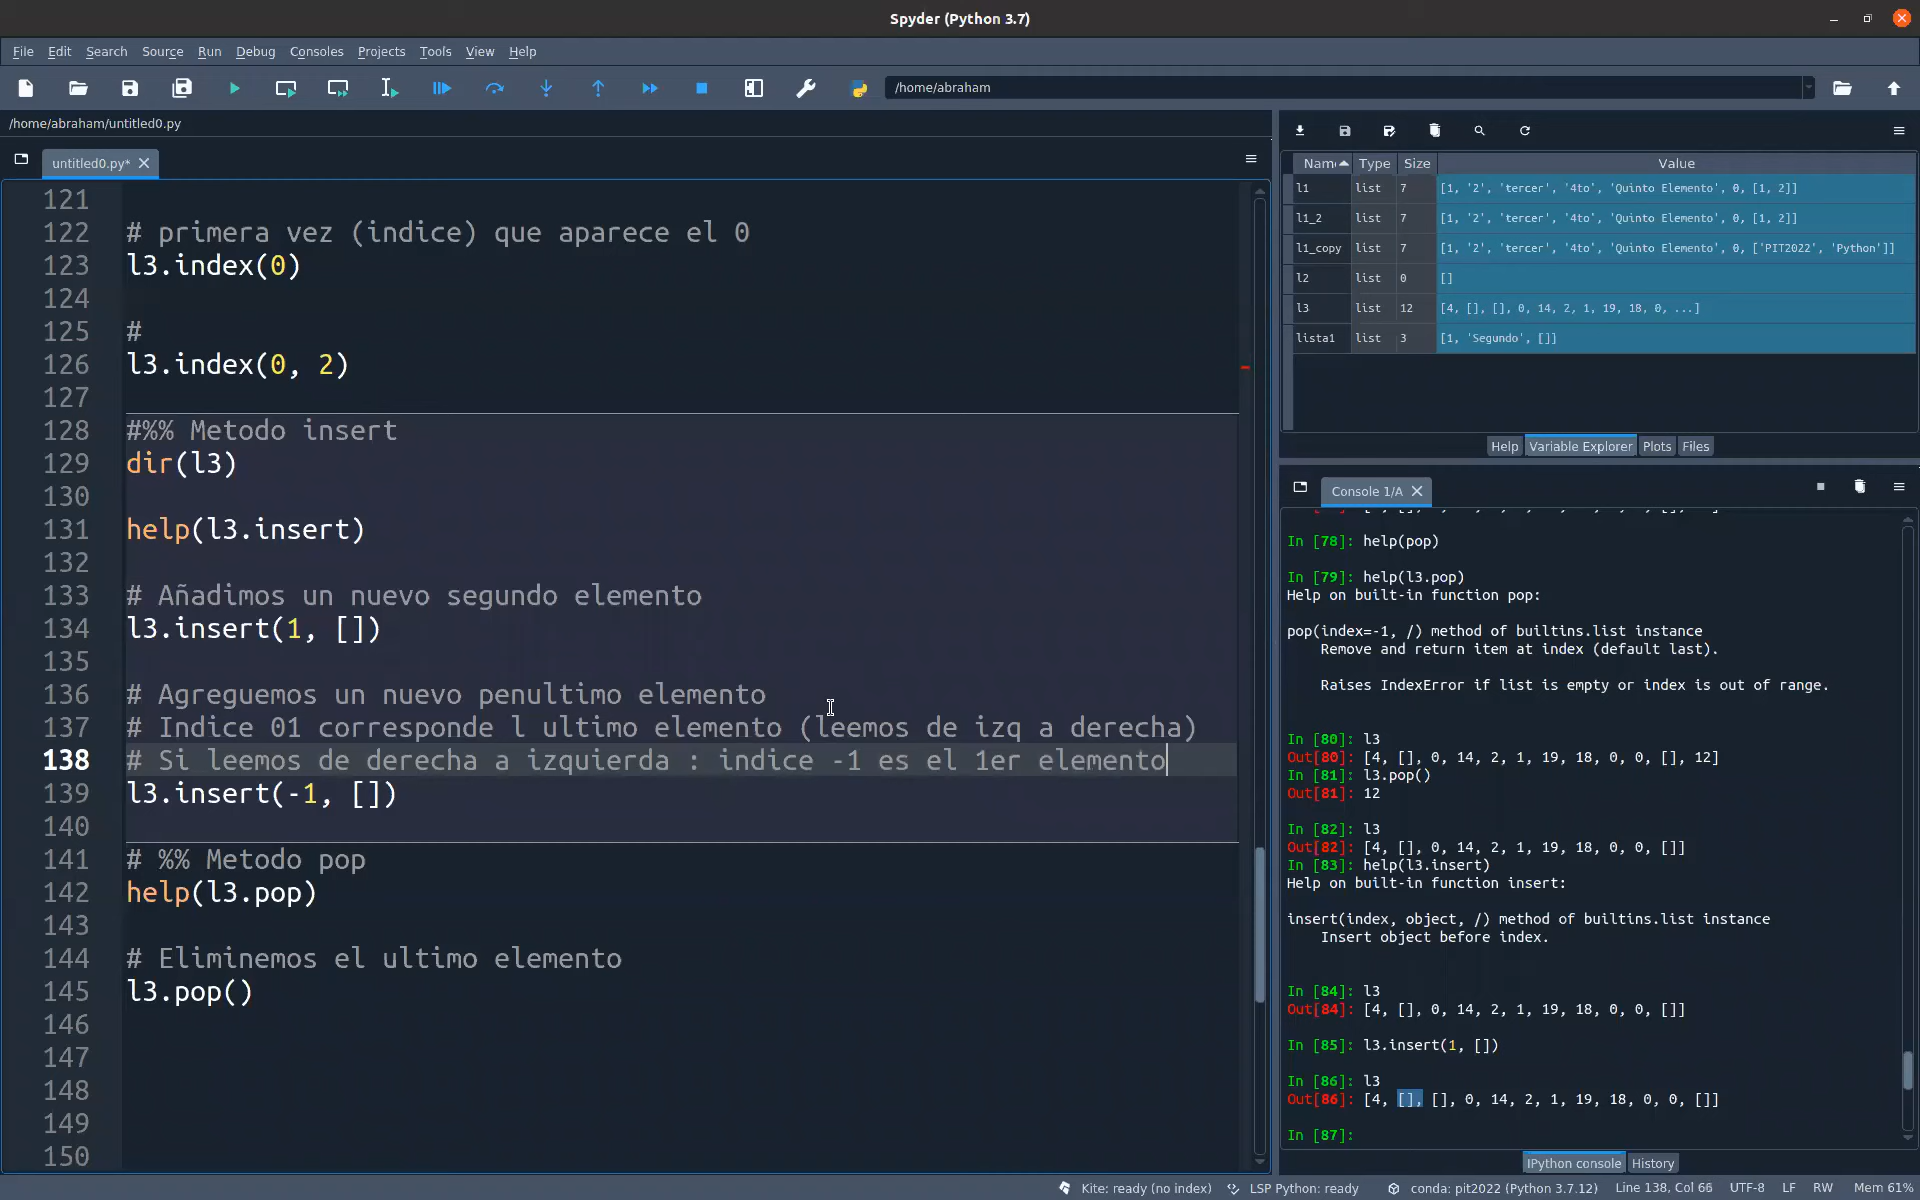 Spyder (Python 3.7)
File Edit Search Source Run Debug Consoles Projects Tools View Help
/home/abraham
/home/abraham/untitled0.py
untitled0.py*
121
122 # primera vez (indice) que aparece el 0
123 l3.index(0)
124
125 #
126 l3.index(0, 2)
127
128 #%% Metodo insert
129 dir(l3)
130
131 help(l3.insert)
132
133 # Añadimos un nuevo segundo elemento
134 l3.insert(1, [])
135
136 # Agreguemos un nuevo penultimo elemento
137 # Indice 01 corresponde l ultimo elemento (leemos de izq a derecha)
138 # Si leemos de derecha a izquierda : indice -1 es el 1er elemento
139 l3.insert(-1, [])
140
141 # %% Metodo pop
142 help(l3.pop)
143
144 # Eliminemos el ultimo elemento
145 l3.pop()
146
147
148
149
150
Name Type Size Value
l1 list 7 [1, '2', 'tercer', '4to', 'Quinto Elemento', 0, [1, 2]]
l1_2 list 7 [1, '2', 'tercer', '4to', 'Quinto Elemento', 0, [1, 2]]
l1_copy list 7 [1, '2', 'tercer', '4to', 'Quinto Elemento', 0, ['PIT2022', 'Python']]
l2 list 0 []
l3 list 12 [4, [], [], 0, 14, 2, 1, 19, 18, 0, ...]
lista1 list 3 [1, 'Segundo', []]
Help Variable Explorer Plots Files
Console 1/A
In [78]: help(pop)
In [79]: help(l3.pop)
Help on built-in function pop:
pop(index=-1, /) method of builtins.list instance
Remove and return item at index (default last).
Raises IndexError if list is empty or index is out of range.
In [80]: l3
Out[80]: [4, [], 0, 14, 2, 1, 19, 18, 0, 0, [], 12]
In [81]: l3.pop()
Out[81]: 12
In [82]: l3
Out[82]: [4, [], 0, 14, 2, 1, 19, 18, 0, 0, []]
In [83]: help(l3.insert)
Help on built-in function insert:
insert(index, object, /) method of builtins.list instance
Insert object before index.
In [84]: l3
Out[84]: [4, [], 0, 14, 2, 1, 19, 18, 0, 0, []]
In [85]: l3.insert(1, [])
In [86]: l3
Out[86]: [4, [], [], 0, 14, 2, 1, 19, 18, 0, 0, []]
In [87]:
IPython console History
Kite: ready (no index) LSP Python: ready conda: pit2022 (Python 3.7.12) Line 138, Col 66 UTF-8 LF RW Mem 61%